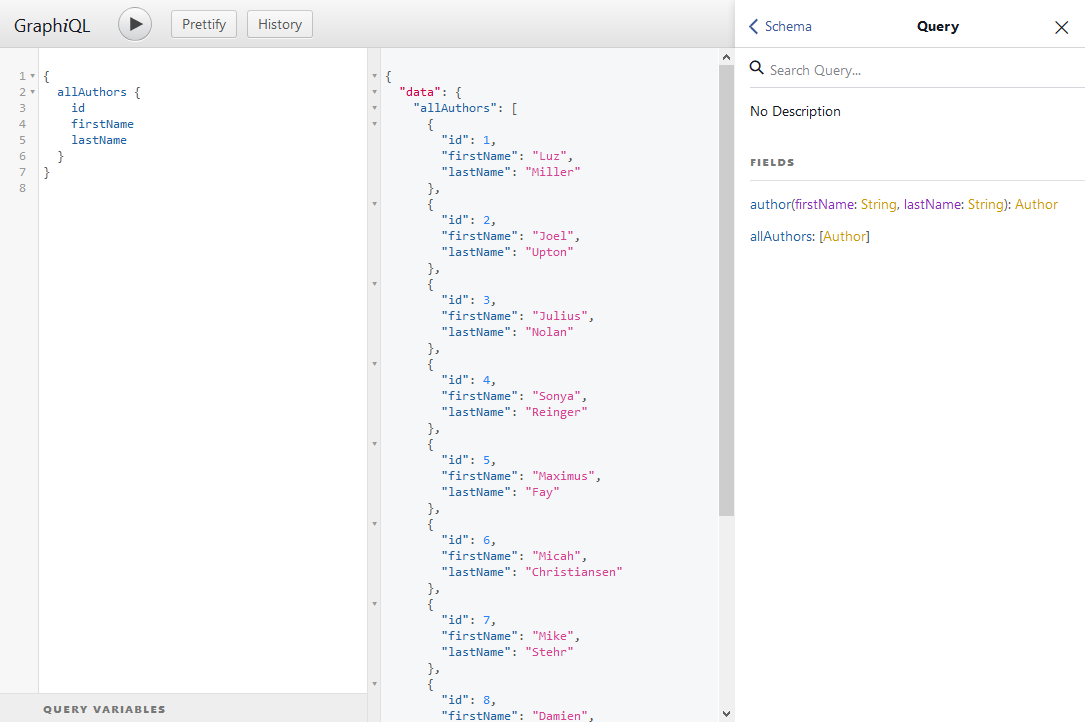 GraphiQL
Prettify
History
1 {
2 allAuthors {
3 id
4 firstName
5 lastName
6 }
7 }
8
QUERY VARIABLES
{
"data": {
"allAuthors": [
{
"id": 1,
"firstName": "Luz",
"lastName": "Miller"
},
{
"id": 2,
"firstName": "Joel",
"lastName": "Upton"
},
{
"id": 3,
"firstName": "Julius",
"lastName": "Nolan"
},
{
"id": 4,
"firstName": "Sonya",
"lastName": "Reinger"
},
{
"id": 5,
"firstName": "Maximus",
"lastName": "Fay"
},
{
"id": 6,
"firstName": "Micah",
"lastName": "Christiansen"
},
{
"id": 7,
"firstName": "Mike",
"lastName": "Stehr"
},
{
"id": 8,
"firstName": "Damien",
Schema
Query
Search Query...
No Description
FIELDS
author(firstName: String, lastName: String): Author
allAuthors: [Author]